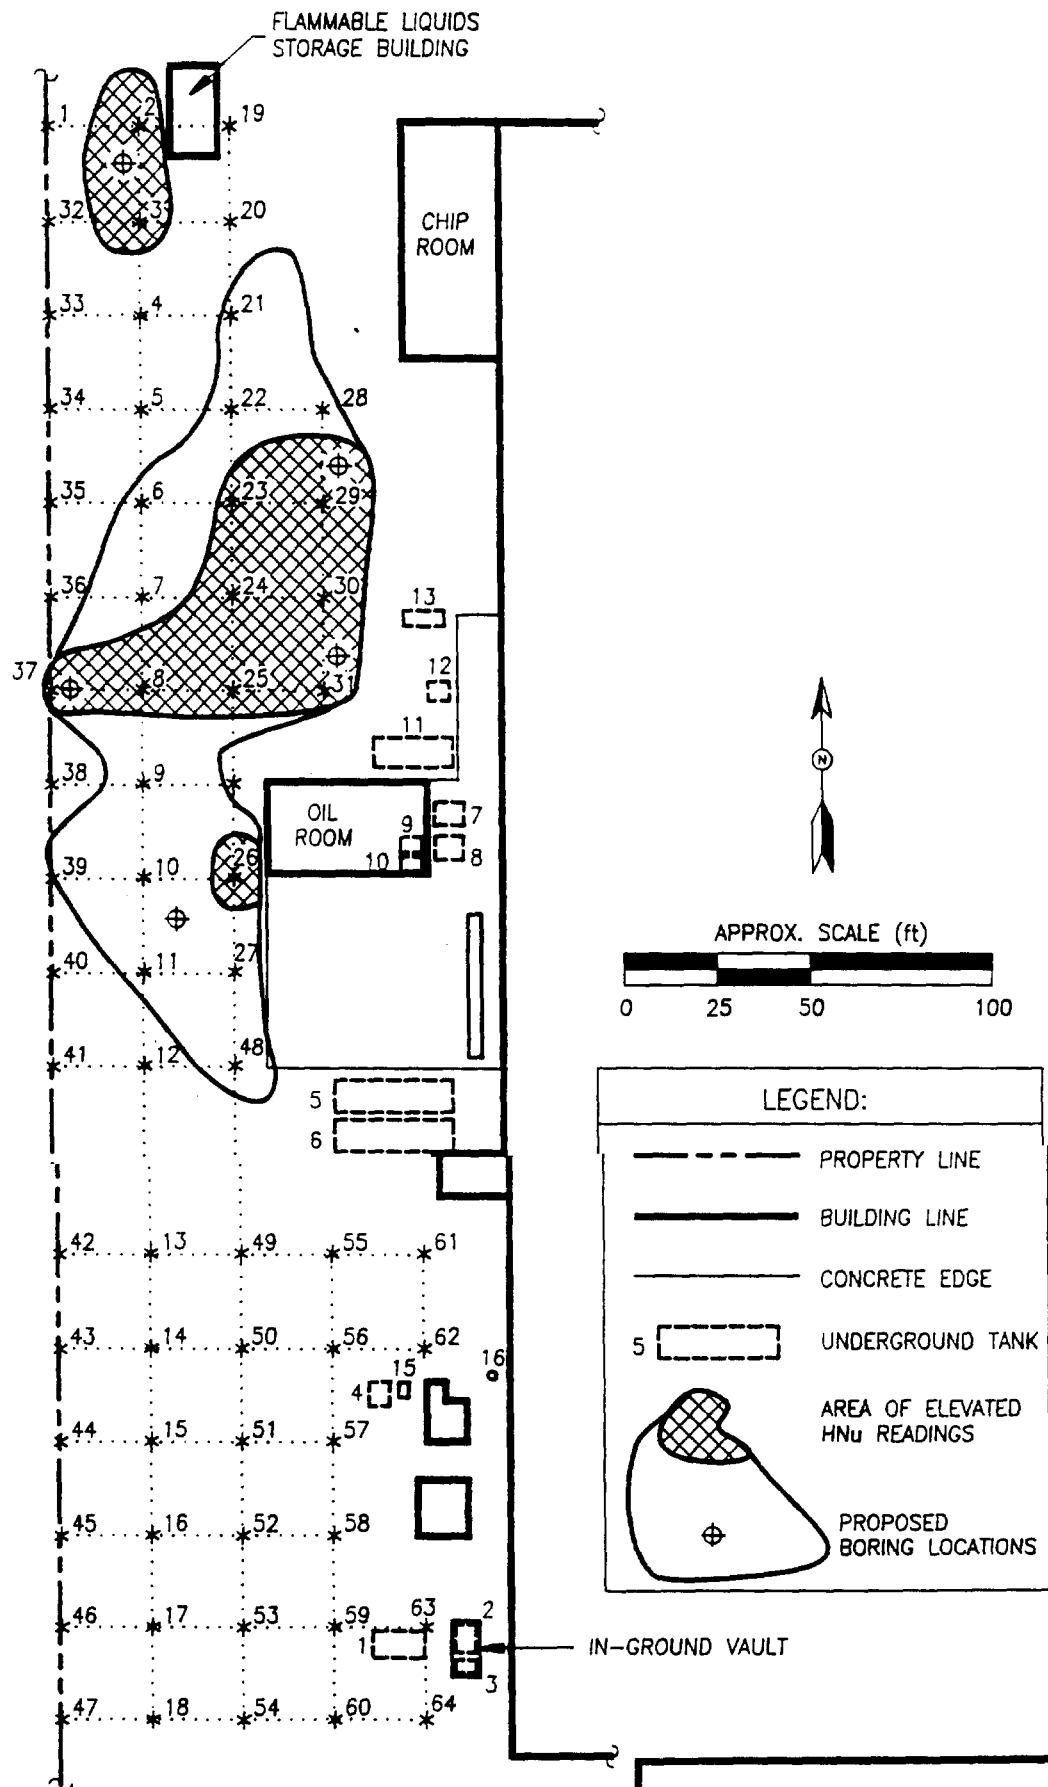 FLAMMABLE LIQUIDS
STORAGE BUILDING
1 2 19
32 3 20
CHIP
ROOM
33 4 21
34 5 22 28
35 6 23 29
36 7 24 30
13
37 8 25 31
12
11
38 9
OIL
ROOM
7
9
8
10
39 10 26
N
40 11 27
APPROX. SCALE (ft)
0 25 50 100
41 12 48
5
6
LEGEND:
PROPERTY LINE
BUILDING LINE
CONCRETE EDGE
5 UNDERGROUND TANK
AREA OF ELEVATED
HNu READINGS
PROPOSED
BORING LOCATIONS
42 13 49 55 61
43 14 50 56 62
16
4 15
44 15 51 57
45 16 52 58
46 17 53 59 63
1
2
3
IN-GROUND VAULT
47 18 54 60 64